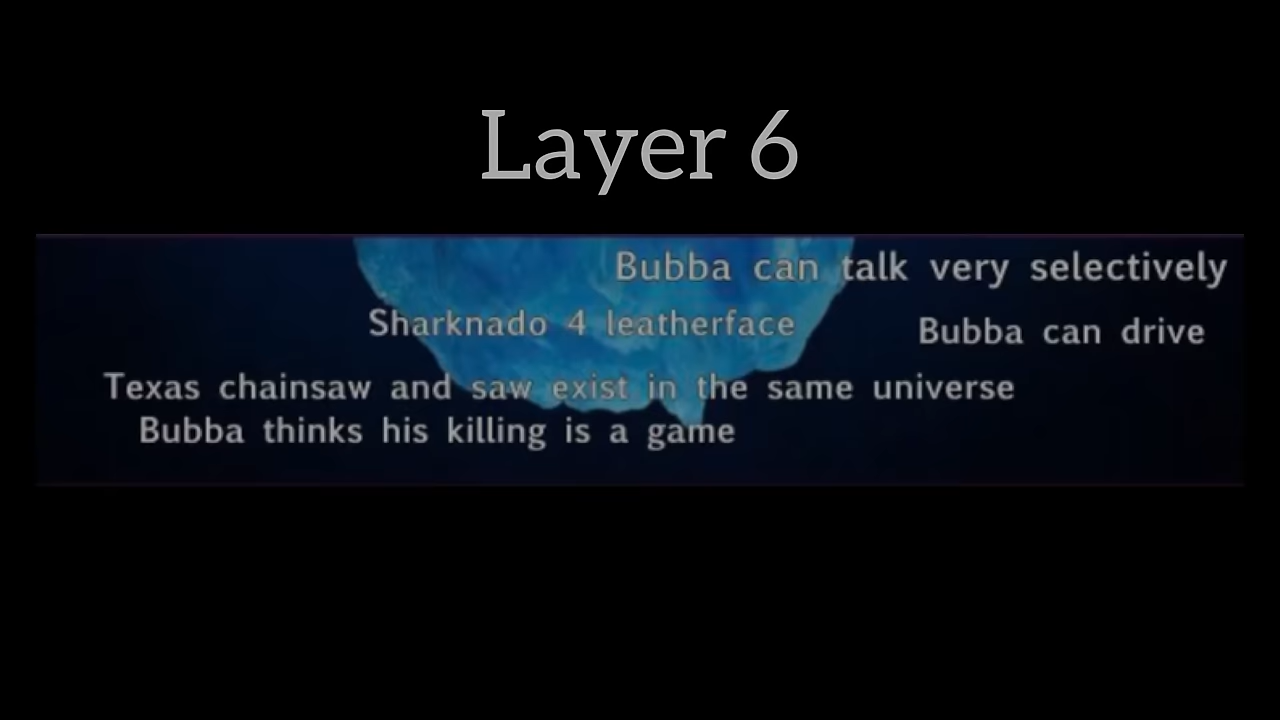 Layer 6
Bubba can talk very selectively
Sharknado 4 leatherface
Bubba can drive
Texas chainsaw and saw exist in the same universe
Bubba thinks his killing is a game